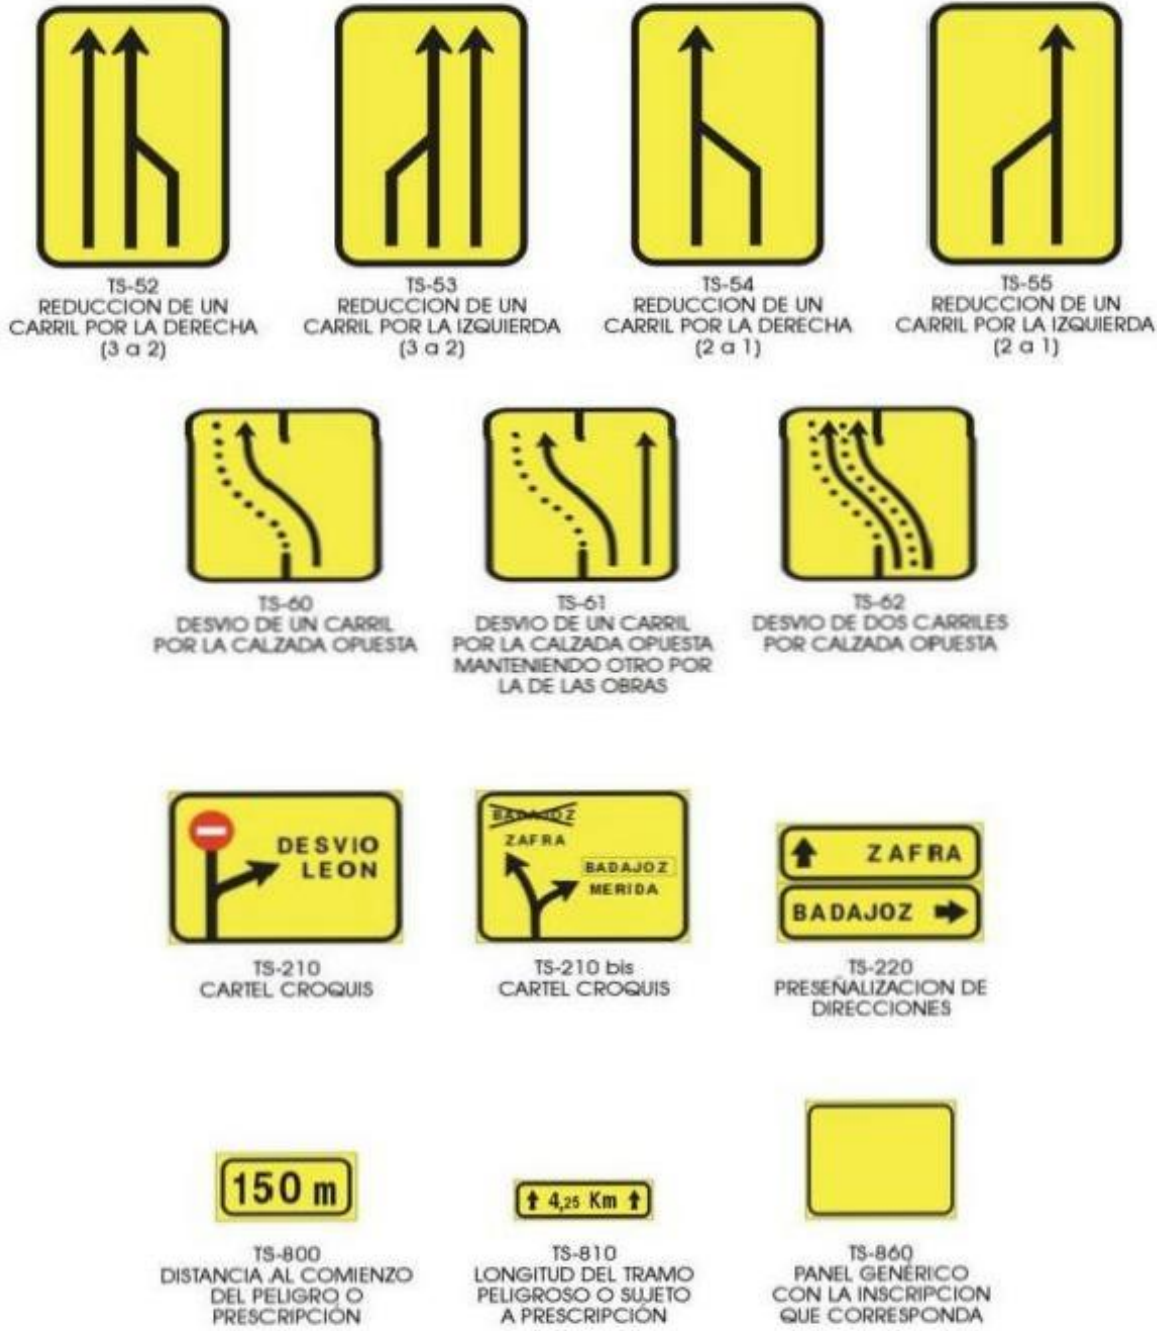 TS-52
REDUCCION DE UN
CARRIL POR LA DERECHA
(3 a 2)
TS-53
REDUCCION DE UN
CARRIL POR LA IZQUIERDA
(3 a 2)
TS-54
REDUCCION DE UN
CARRIL POR LA DERECHA
(2 a 1)
TS-55
REDUCCION DE UN
CARRIL POR LA IZQUIERDA
(2 a 1)
TS-60
DESVIO DE UN CARRIL
POR LA CALZADA OPUESTA
TS-61
DESVIO DE UN CARRIL
POR LA CALZADA OPUESTA
MANTENIENDO OTRO POR
LA DE LAS OBRAS
TS-62
DESVIO DE DOS CARRILES
POR CALZADA OPUESTA
DESVIO
LEON
TS-210
CARTEL CROQUIS
BADAJOZ
ZAFRA
BADAJOZ
MERIDA
TS-210 bis
CARTEL CROQUIS
ZAFRA
BADAJOZ
TS-220
PRESEÑALIZACION DE
DIRECCIONES
150 m
TS-800
DISTANCIA AL COMIENZO
DEL PELIGRO O
PRESCRIPCIÓN
4,25 Km
TS-810
LONGITUD DEL TRAMO
PELIGROSO O SUJETO
A PRESCRIPCIÓN
TS-860
PANEL GENÉRICO
CON LA INSCRIPCION
QUE CORRESPONDA